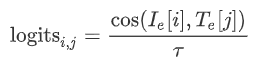 logits_{i,j} = \frac{\cos(I_e[i], T_e[j])}{\tau}